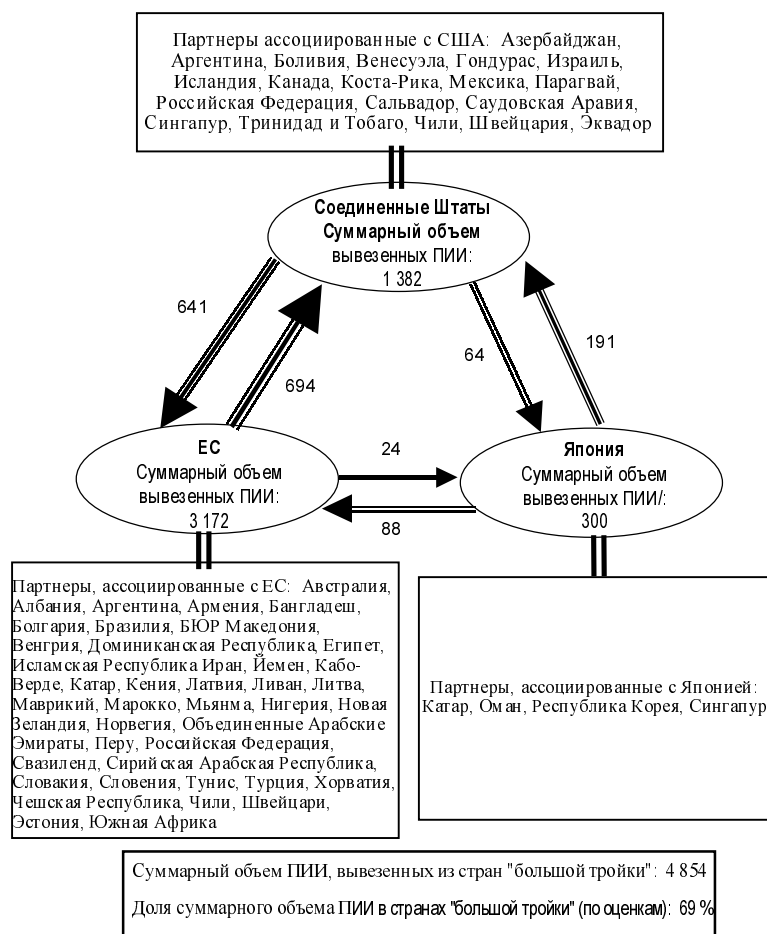 Партнеры ассоциированные с США: Азербайджан,
Аргентина, Боливия, Венесуэла, Гондурас, Израиль,
Исландия, Канада, Коста-Рика, Мексика, Парагвай,
Российская Федерация, Сальвадор, Саудовская Аравия,
Сингапур, Тринидад и Тобаго, Чили, Швейцария, Эквадор
Соединенные Штаты
Суммарный объем
вывезенных ПИИ:
1 382
641
694
64
191
ЕС
Суммарный объем
вывезенных ПИИ:
3 172
24
88
Япония
Суммарный объем
вывезенных ПИИ/:
300
Партнеры, ассоциированные с ЕС: Австралия,
Албания, Аргентина, Армения, Бангладеш,
Болгария, Бразилия, БЮР Македония,
Венгрия, Доминиканская Республика, Египет,
Исламская Республика Иран, Йемен, Кабо-
Верде, Катар, Кения, Латвия, Ливан, Литва,
Маврикий, Марокко, Мьянма, Нигерия, Новая
Зеландия, Норвегия, Объединенные Арабские
Эмираты, Перу, Российская Федерация,
Свазиленд, Сирийская Арабская Республика,
Словакия, Словения, Тунис, Турция, Хорватия,
Чешская Республика, Чили, Швейцари,
Эстония, Южная Африка
Партнеры, ассоциированные с Японией:
Катар, Оман, Республика Корея, Сингапур
Суммарный объем ПИИ, вывезенных из стран "большой тройки": 4 854
Доля суммарного объема ПИИ в странах "большой тройки" (по оценкам): 69 %